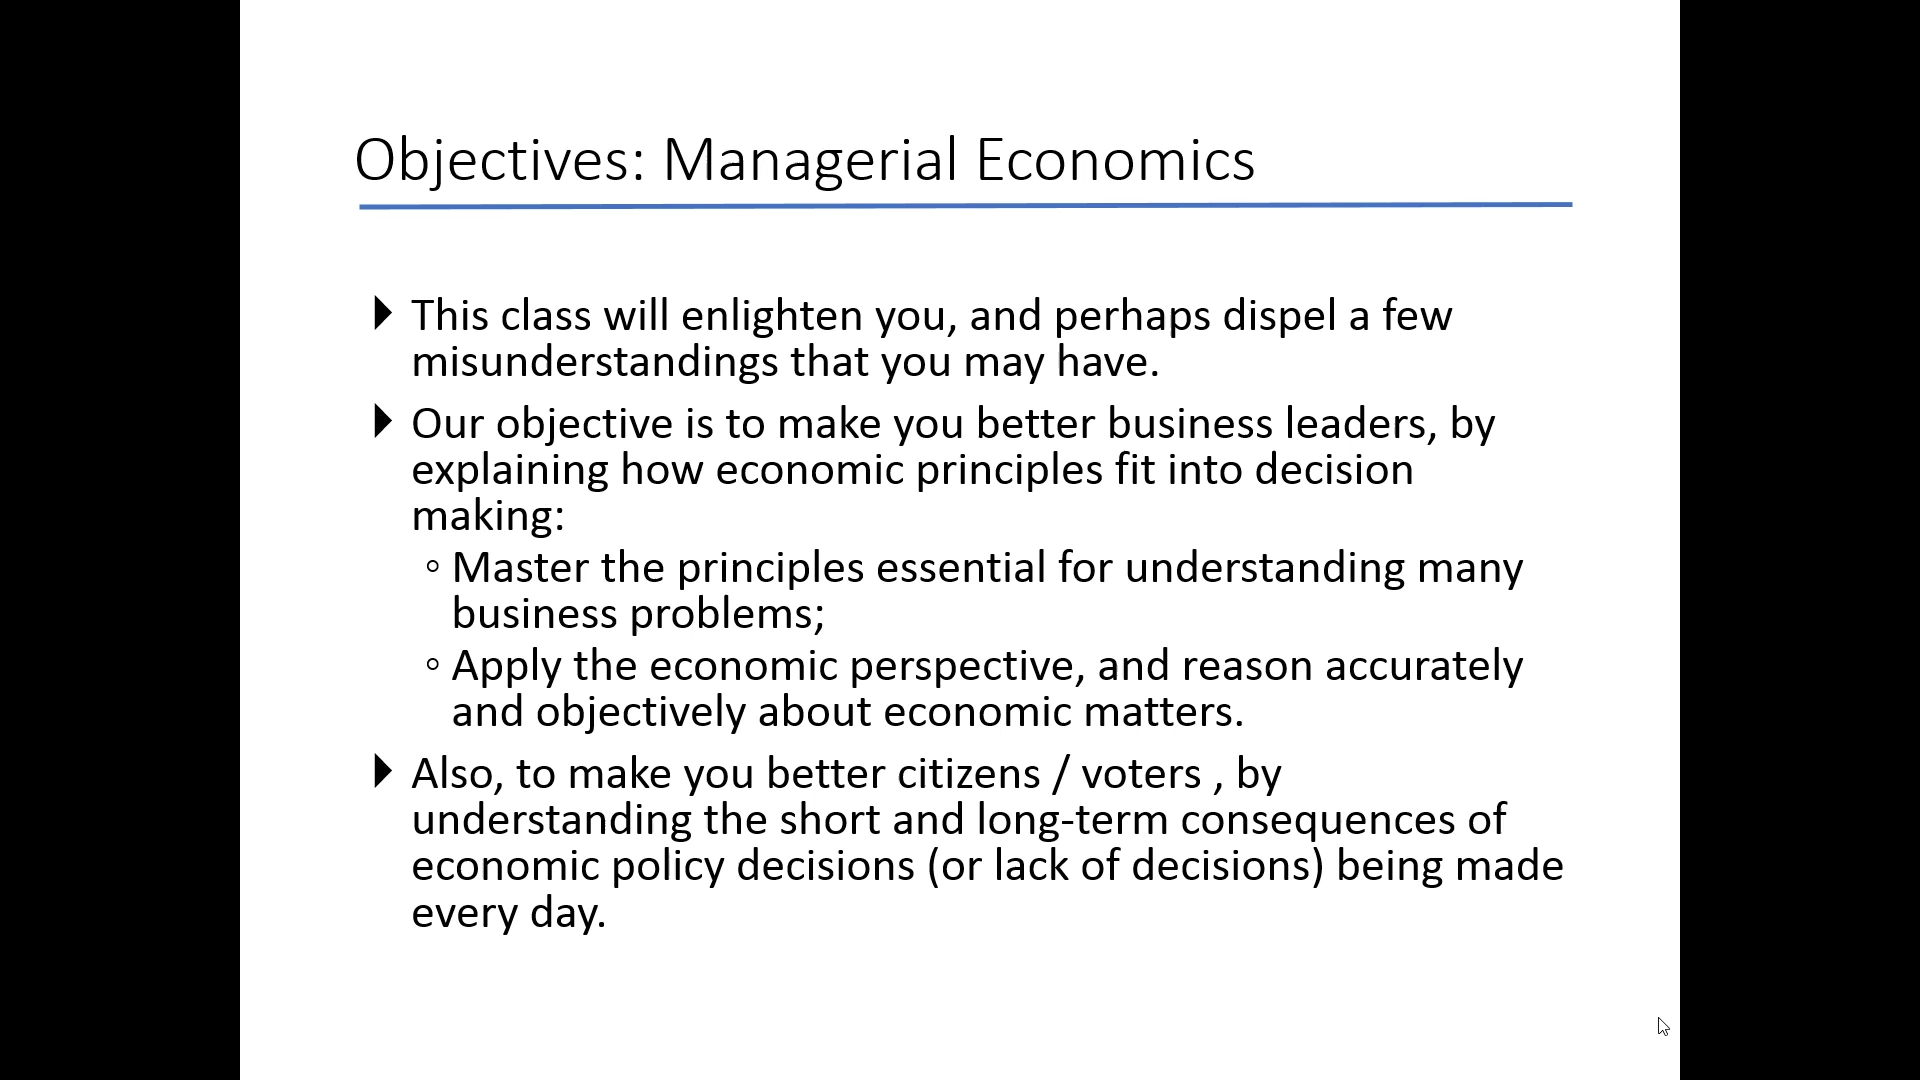 Objectives: Managerial Economics
This class will enlighten you, and perhaps dispel a few
misunderstandings that you may have.
Our objective is to make you better business leaders, by
explaining how economic principles fit into decision
making:
Master the principles essential for understanding many
business problems;
Apply the economic perspective, and reason accurately
and objectively about economic matters.
Also, to make you better citizens / voters , by
understanding the short and long-term consequences of
economic policy decisions (or lack of decisions) being made
every day.